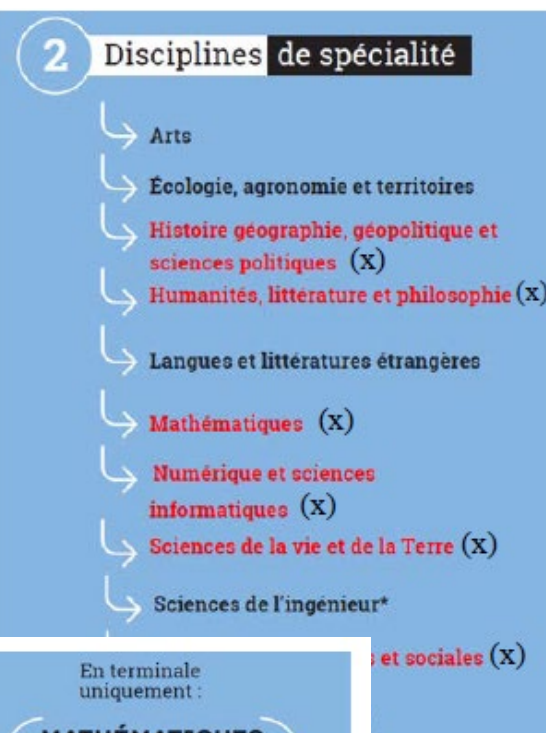 2 Disciplines de spécialité
Arts
Écologie, agronomie et territoires
Histoire géographie, géopolitique et
sciences politiques (x)
Humanités, littérature et philosophie (x)
Langues et littératures étrangères
Mathématiques (x)
Numérique et sciences
informatiques (x)
Sciences de la vie et de la Terre (x)
Sciences de l'ingénieur*
et sociales (x)
En terminale
uniquement :
MATHÉMATIQUES